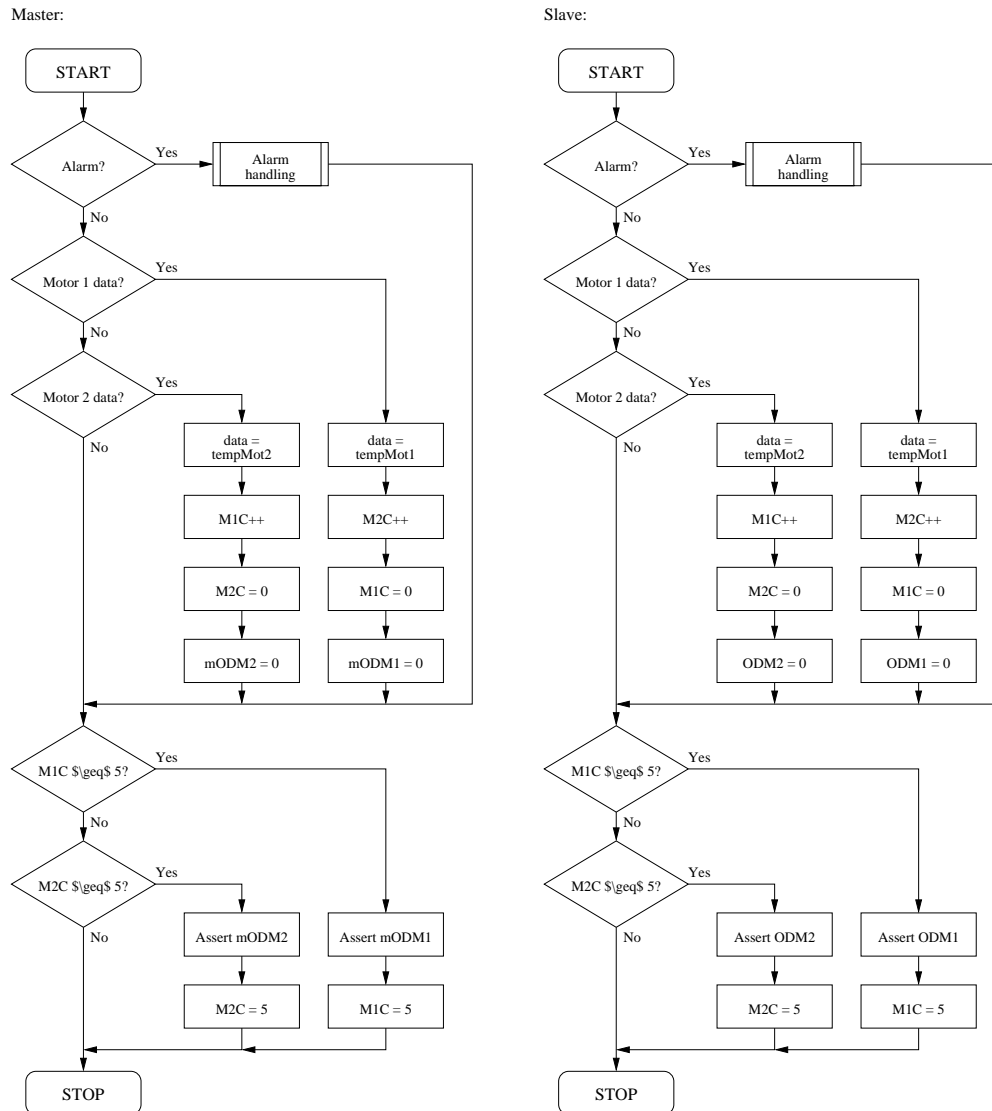 Master:
START
Alarm?
Yes
Alarm
handling
No
Motor 1 data?
Yes
No
Motor 2 data?
Yes
No
data =
tempMot2
data =
tempMot1
M1C++
M2C++
M2C = 0
M1C = 0
mODM2 = 0
mODM1 = 0
M1C $\geq$ 5?
Yes
No
M2C $\geq$ 5?
Yes
No
Assert mODM2
Assert mODM1
M2C = 5
M1C = 5
STOP
Slave:
START
Alarm?
Yes
Alarm
handling
No
Motor 1 data?
Yes
No
Motor 2 data?
Yes
No
data =
tempMot2
data =
tempMot1
M1C++
M2C++
M2C = 0
M1C = 0
ODM2 = 0
ODM1 = 0
M1C $\geq$ 5?
Yes
No
M2C $\geq$ 5?
Yes
No
Assert ODM2
Assert ODM1
M2C = 5
M1C = 5
STOP